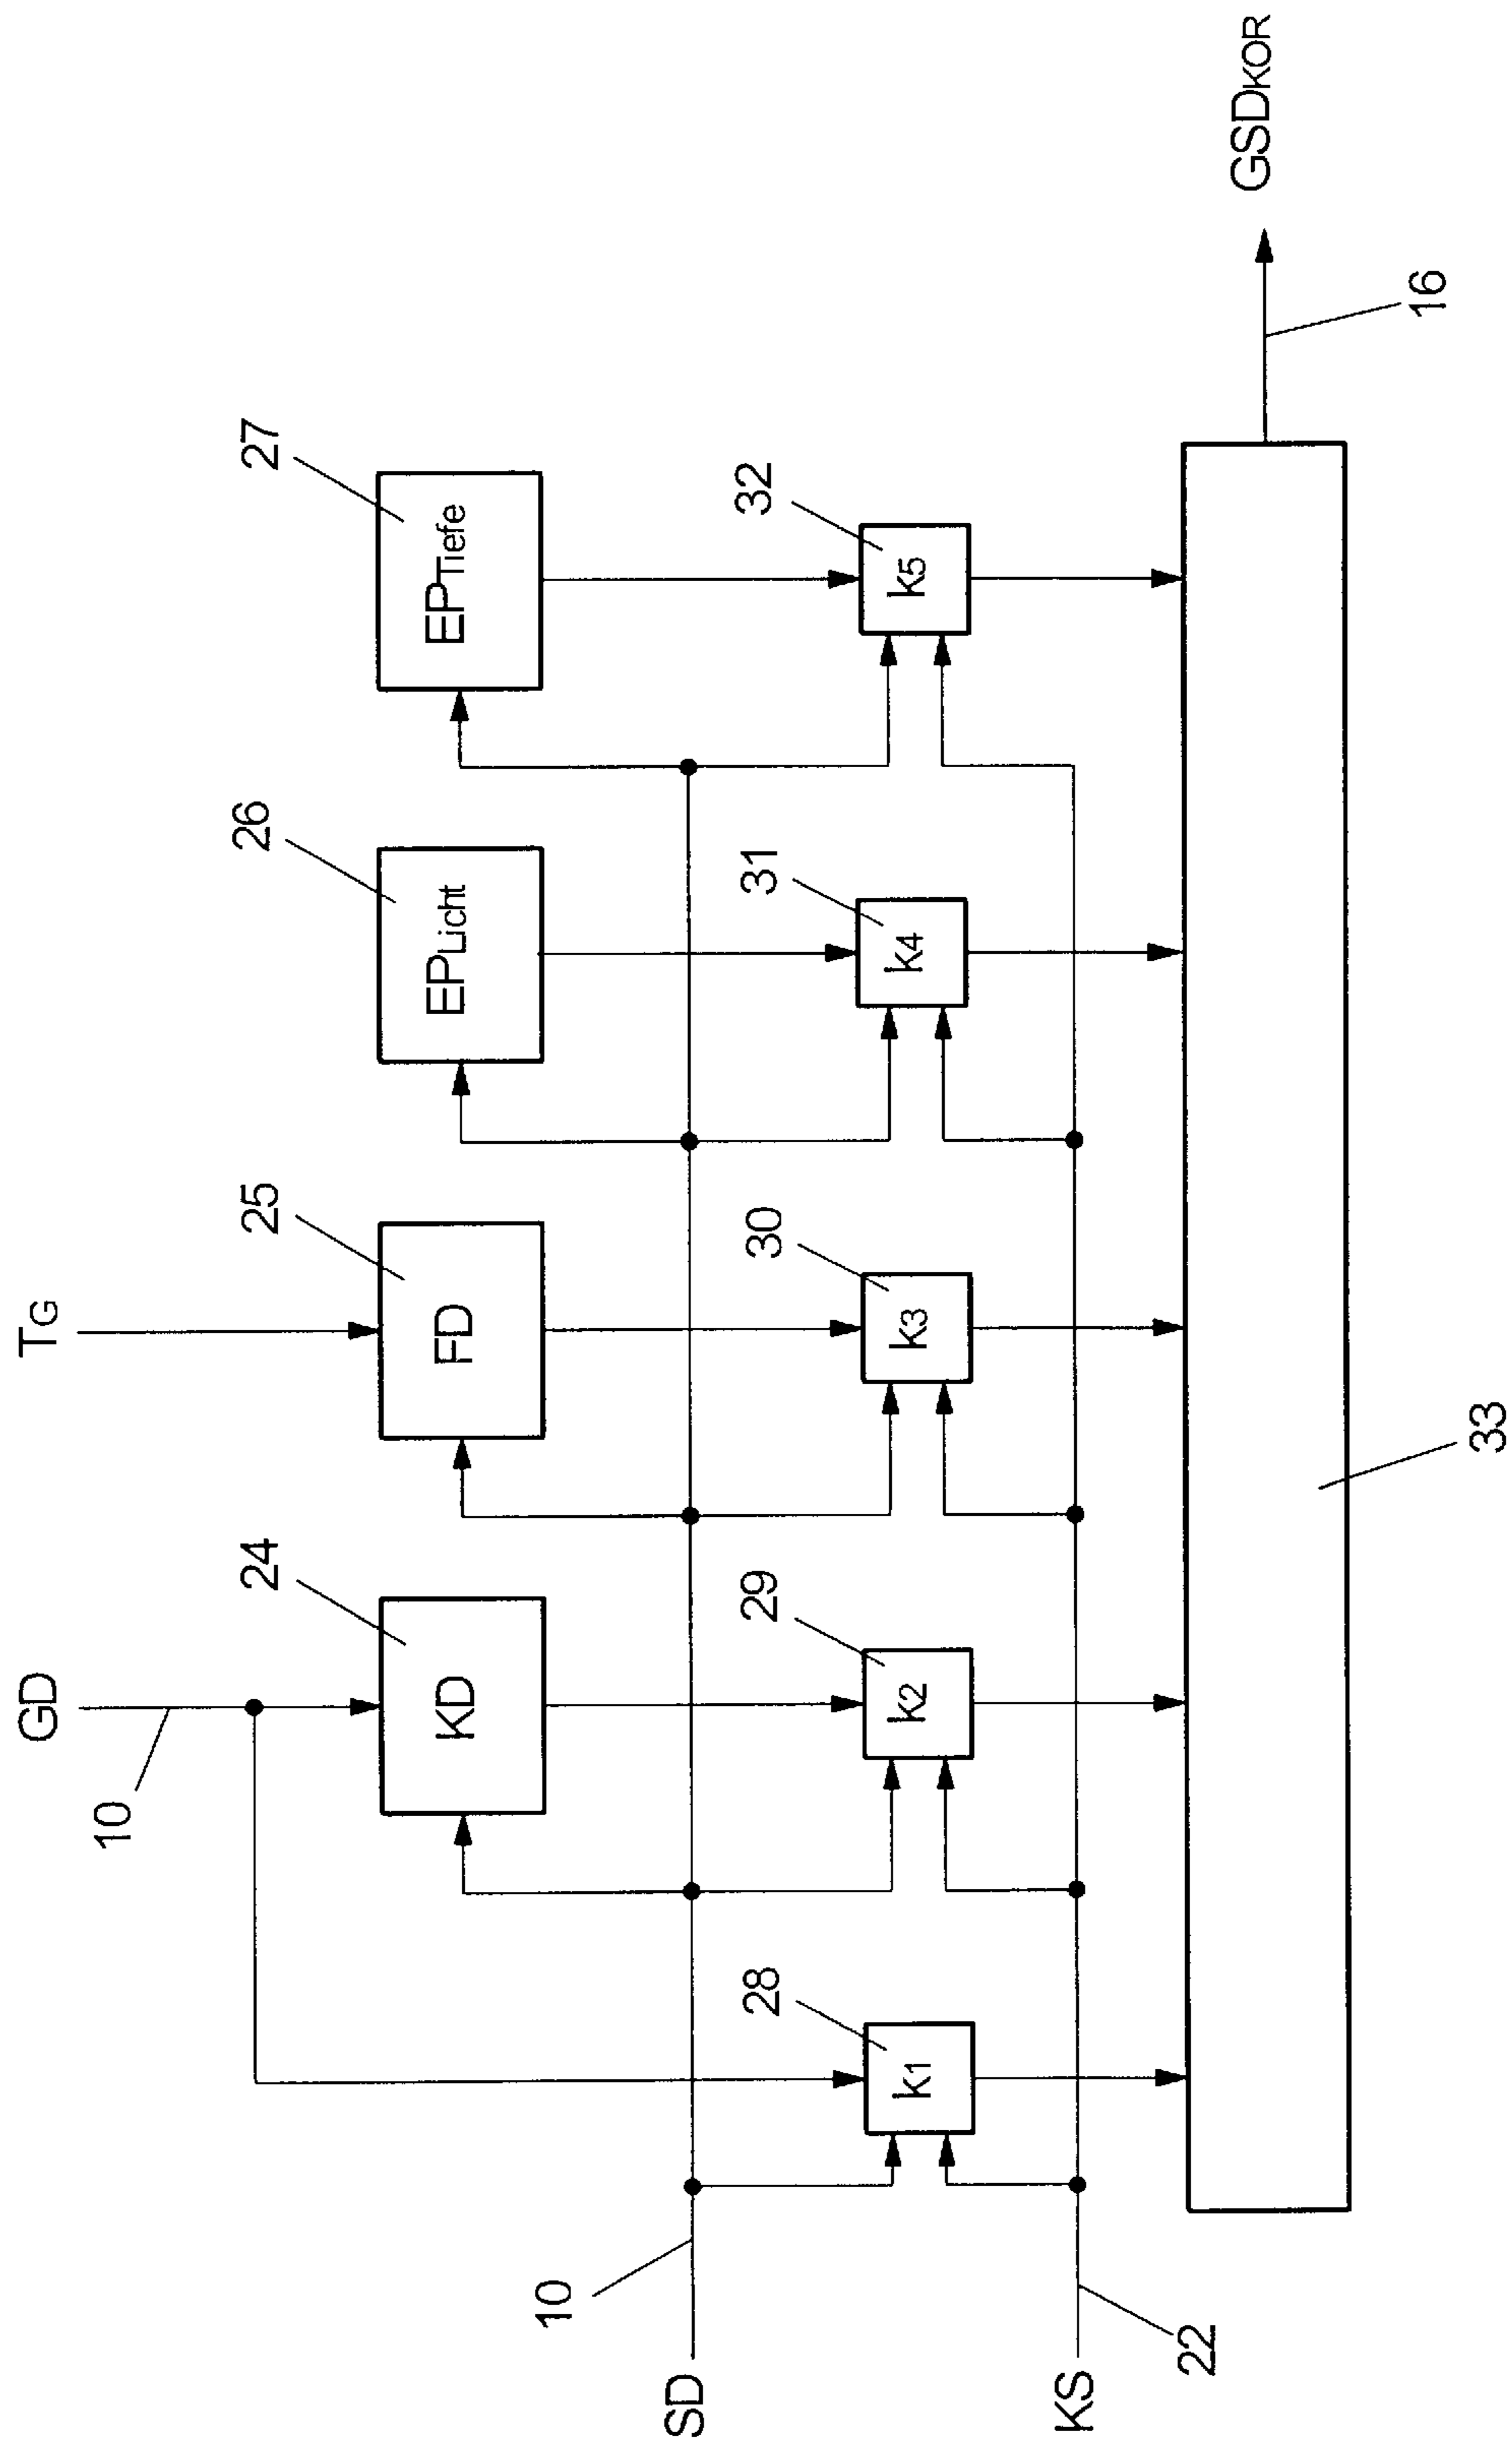 GD
TG
10
24
25
26
27
KD
FD
EPLicht
EPTiefe
28
29
30
31
32
10
SD
k1
k2
k3
k4
k5
KS
22
33
16
GSDKOR